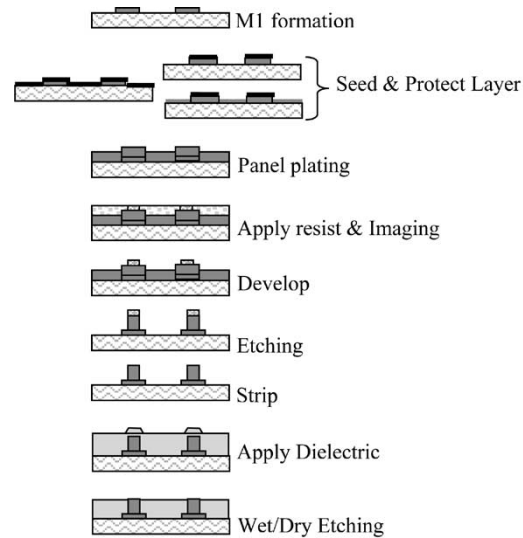 M1 formation
Seed & Protect Layer
Panel plating
Apply resist & Imaging
Develop
Etching
Strip
Apply Dielectric
Wet/Dry Etching